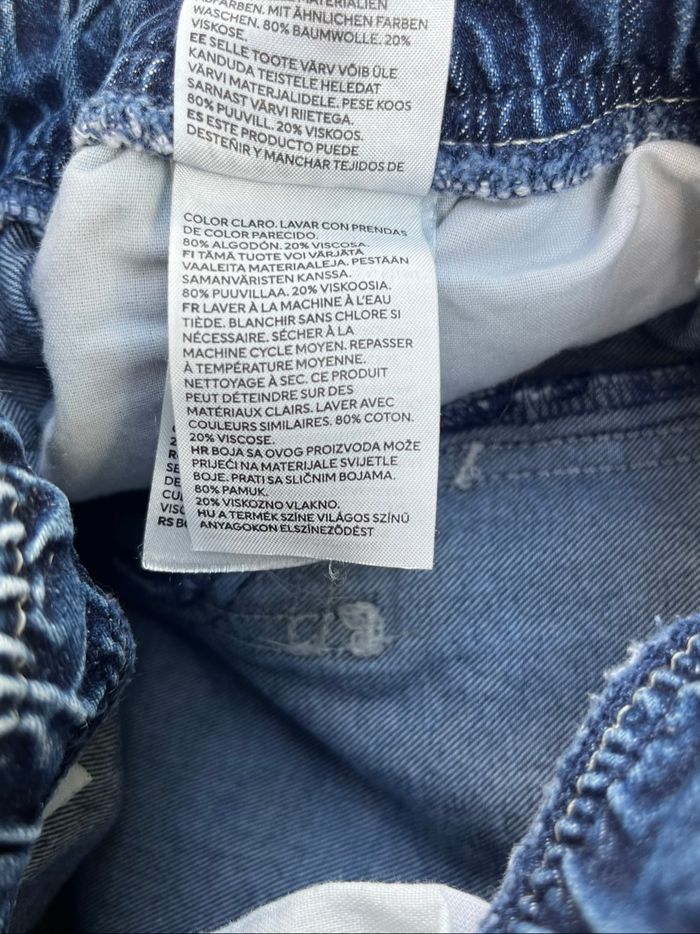 MATERIALIEN
ABFÄRBEN. MIT ÄHNLICHEN FARBEN
WASCHEN. 80% BAUMWOLLE. 20%
VISKOSE.
EE SELLE TOOTE VÄRV VÕIB ÜLE
KANDUDA TEISTELE HELEDAT
VÄRVI MATERJALIDELE. PESE KOOS
SARNAST VÄRVI RIIETEGA.
80% PUUVILL. 20% VISKOOS.
ES ESTE PRODUCTO PUEDE
DESTEÑIR Y MANCHAR TEJIDOS DE
COLOR CLARO. LAVAR CON PRENDAS
DE COLOR PARECIDO.
80% ALGODÓN. 20% VISCOSA.
FI TÄMÄ TUOTE VOI VÄRJÄTÄ
VAALEITA MATERIAALEJA. PESTÄÄN
SAMANVÄRISTEN KANSSA.
80% PUUVILLAA. 20% VISKOOSIA.
FR LAVER À LA MACHINE À L'EAU
TIÈDE. BLANCHIR SANS CHLORE SI
NÉCESSAIRE. SÉCHER À LA
MACHINE CYCLE MOYEN. REPASSER
À TEMPÉRATURE MOYENNE.
NETTOYAGE À SEC. CE PRODUIT
PEUT DÉTEINDRE SUR DES
MATÉRIAUX CLAIRS. LAVER AVEC
COULEURS SIMILAIRES. 80% COTON.
20% VISCOSE.
HR BOJA SA OVOG PROIZVODA MOŽE
PRIJEĆI NA MATERIJALE SVIJETLE
BOJE. PRATI SA SLIČNIM BOJAMA.
80% PAMUK.
20% VISKOZNO VLAKNO.
HU A TERMÉK SZÍNE VILÁGOS SZÍNŰ
ANYAGOKON ELSZÍNEZŐDÉST
RS